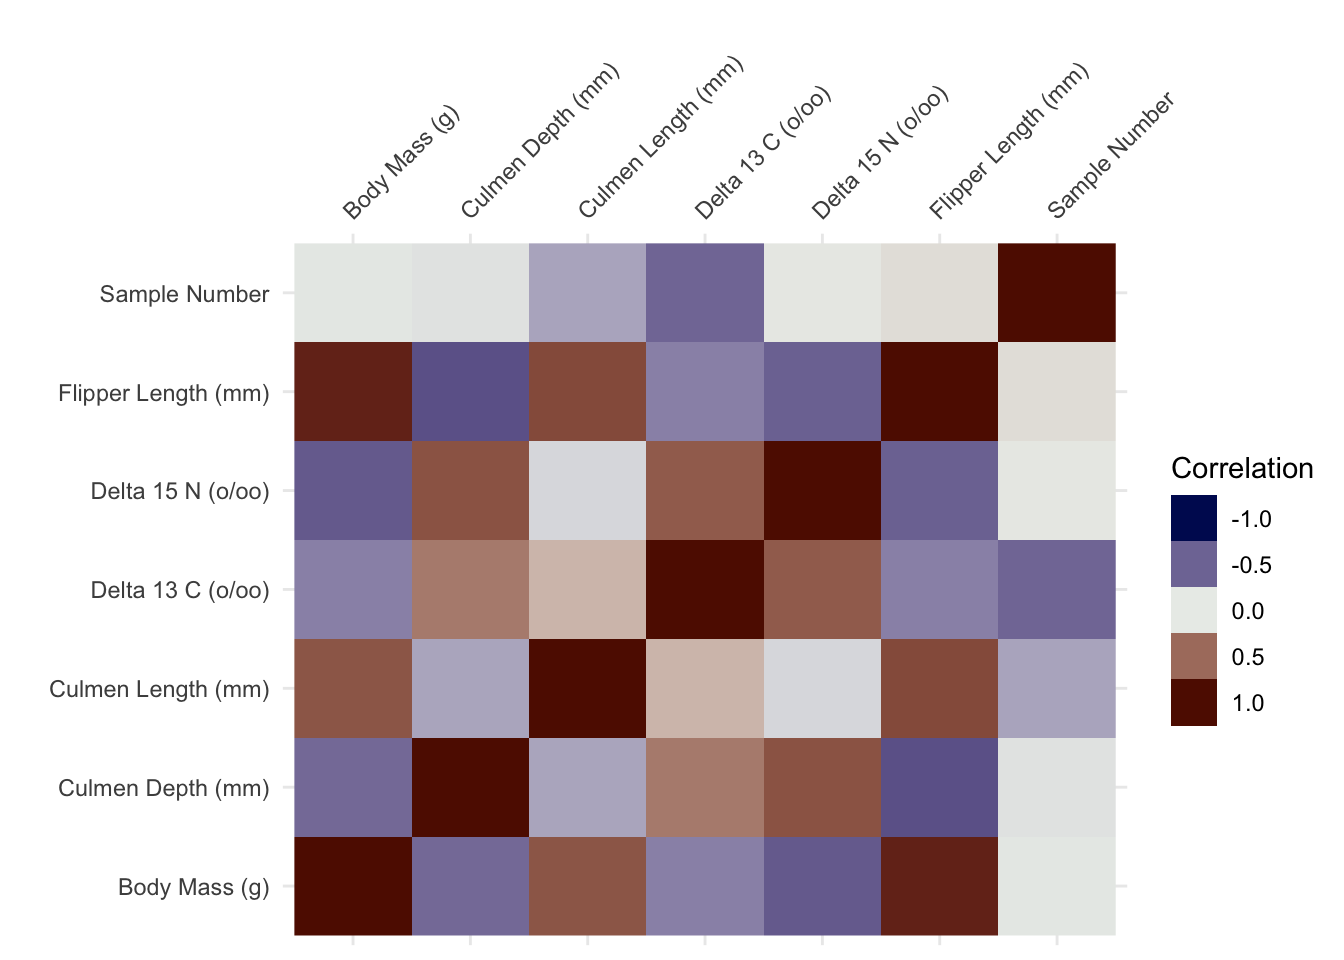 Body Mass (g)
Culmen Depth (mm)
Culmen Length (mm)
Delta 13 C (o/oo)
Delta 15 N (o/oo)
Flipper Length (mm)
Sample Number
Sample Number
Flipper Length (mm)
Delta 15 N (o/oo)
Delta 13 C (o/oo)
Culmen Length (mm)
Culmen Depth (mm)
Body Mass (g)
Correlation
-1.0
-0.5
0.0
0.5
1.0